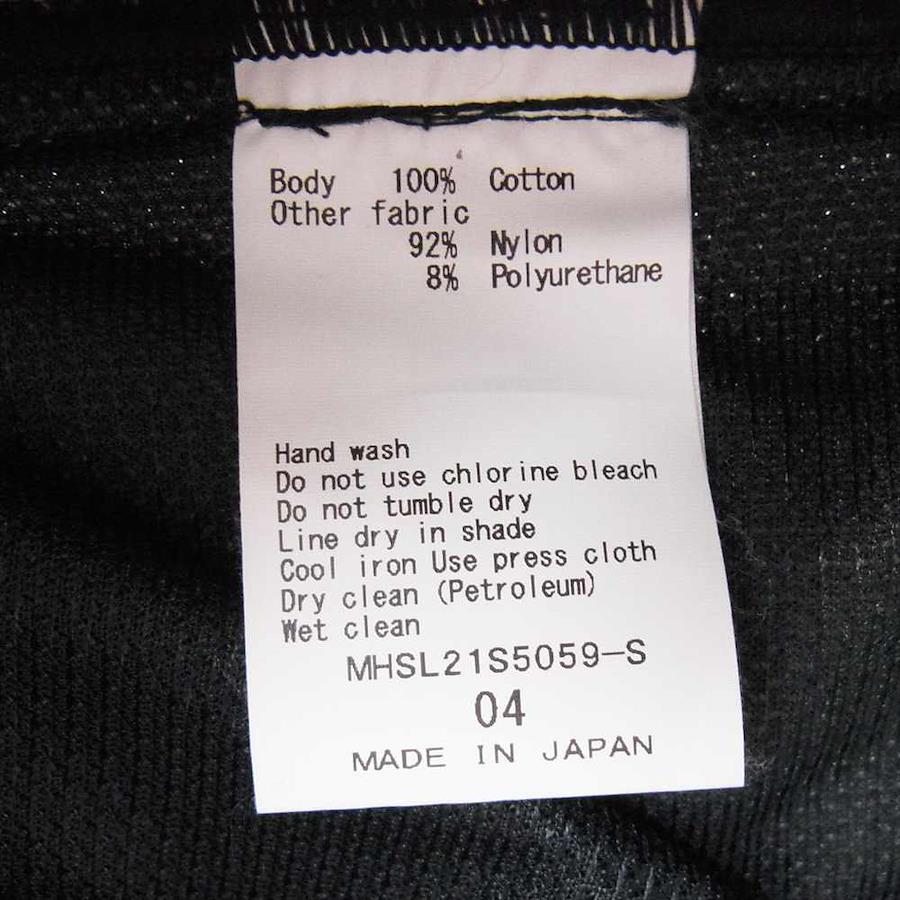 Body 100% Cotton
Other fabric
92% Nylon
8% Polyurethane
Hand wash
Do not use chlorine bleach
Do not tumble dry
Line dry in shade
Cool iron Use press cloth
Dry clean (Petroleum)
Wet clean
MHSL21S5059-S
04
MADE IN JAPAN